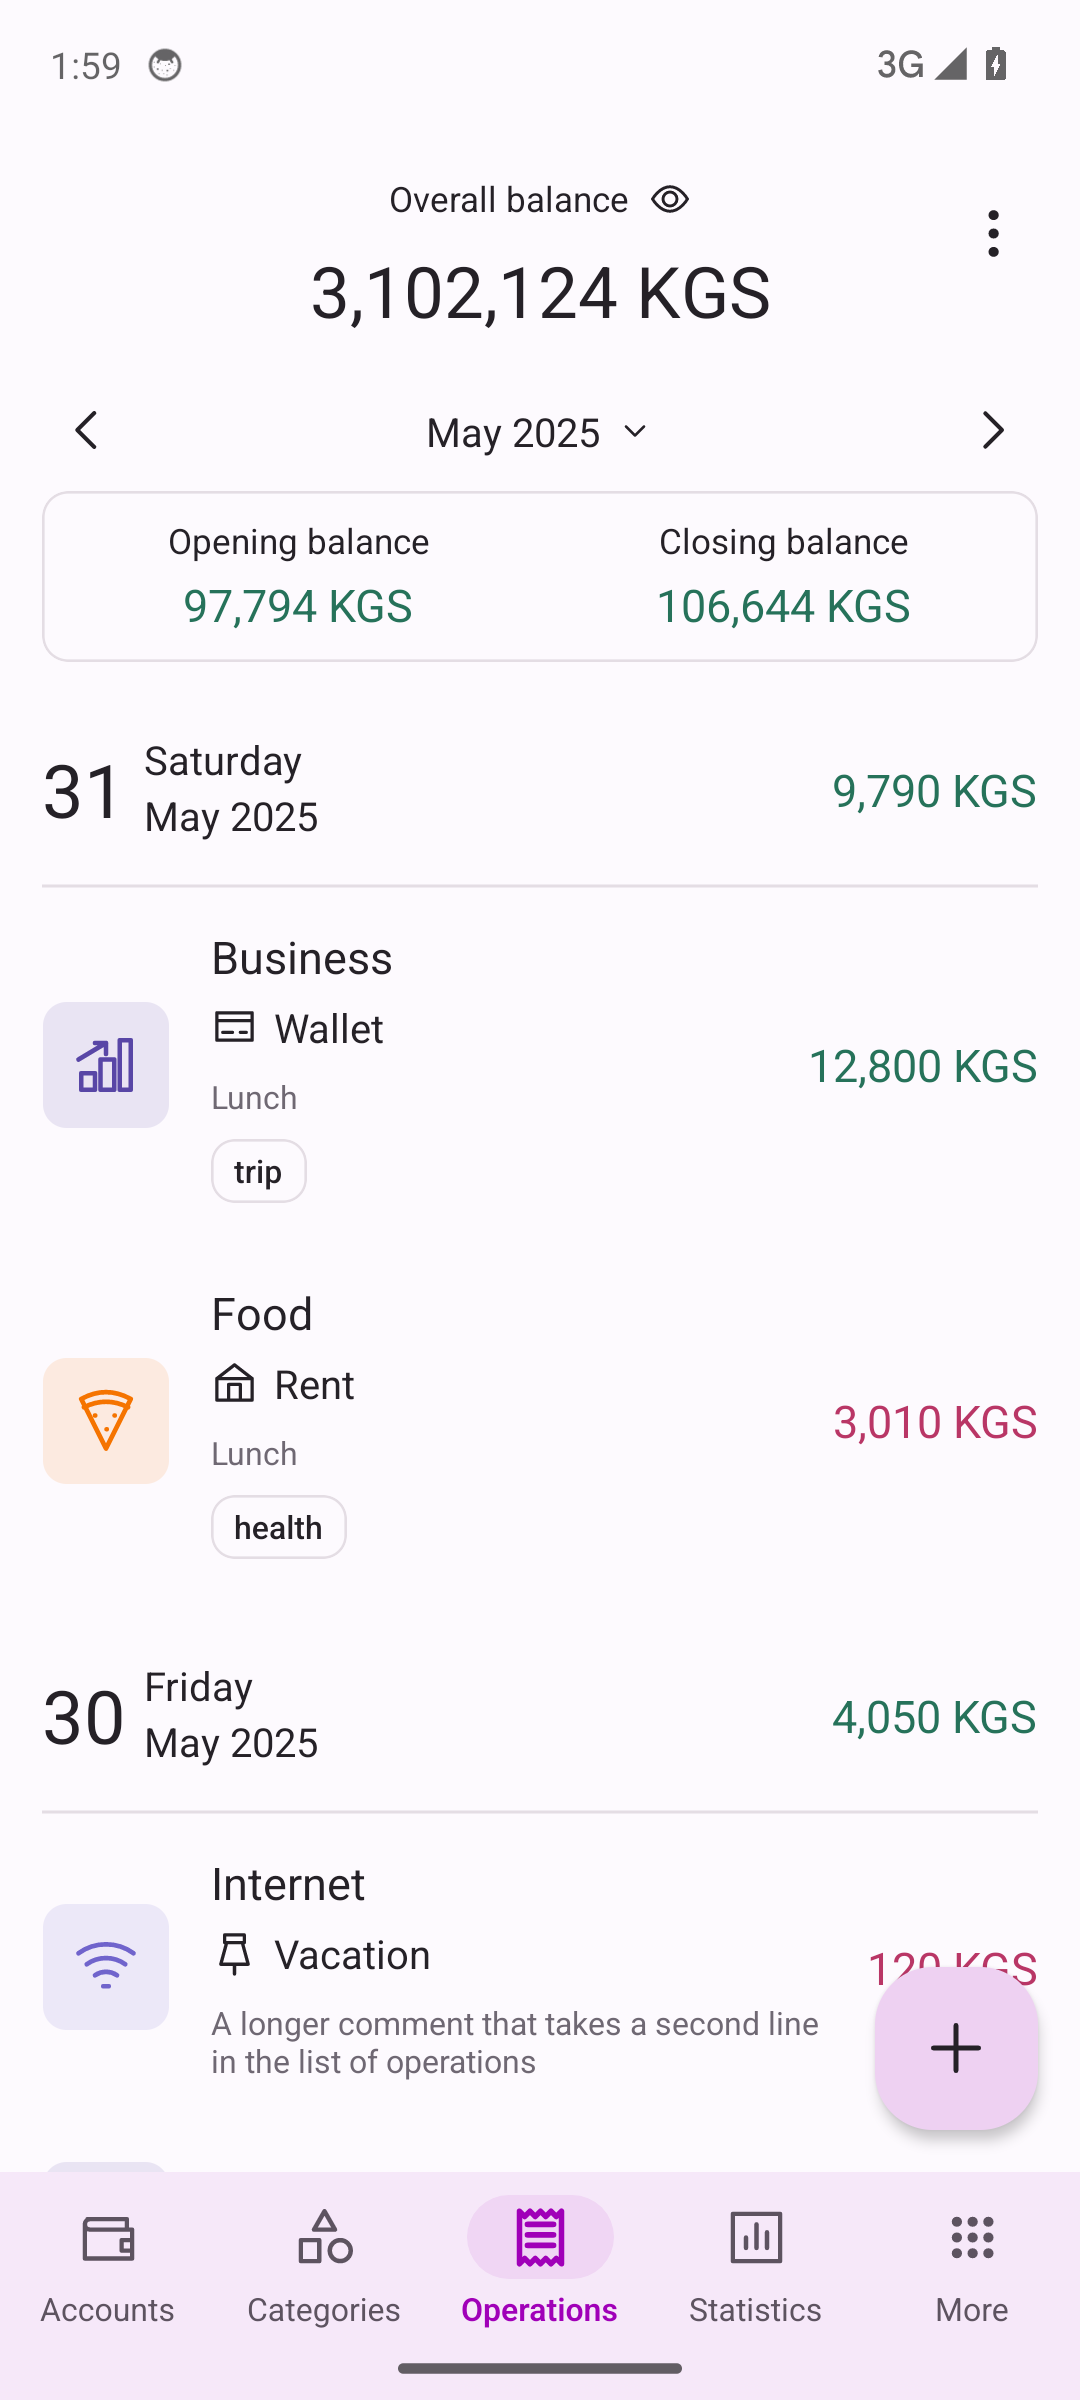 1:59
3G
Overall balance
3,102,124 KGS
May 2025
Opening balance
Closing balance
97,794 KGS
106,644 KGS
31
Saturday
May 2025
9,790 KGS
Business
Wallet
12,800 KGS
Lunch
trip
Food
Rent
3,010 KGS
Lunch
health
30
Friday
May 2025
4,050 KGS
Internet
Vacation
120 KGS
A longer comment that takes a second line
in the list of operations
Accounts
Categories
Operations
Statistics
More